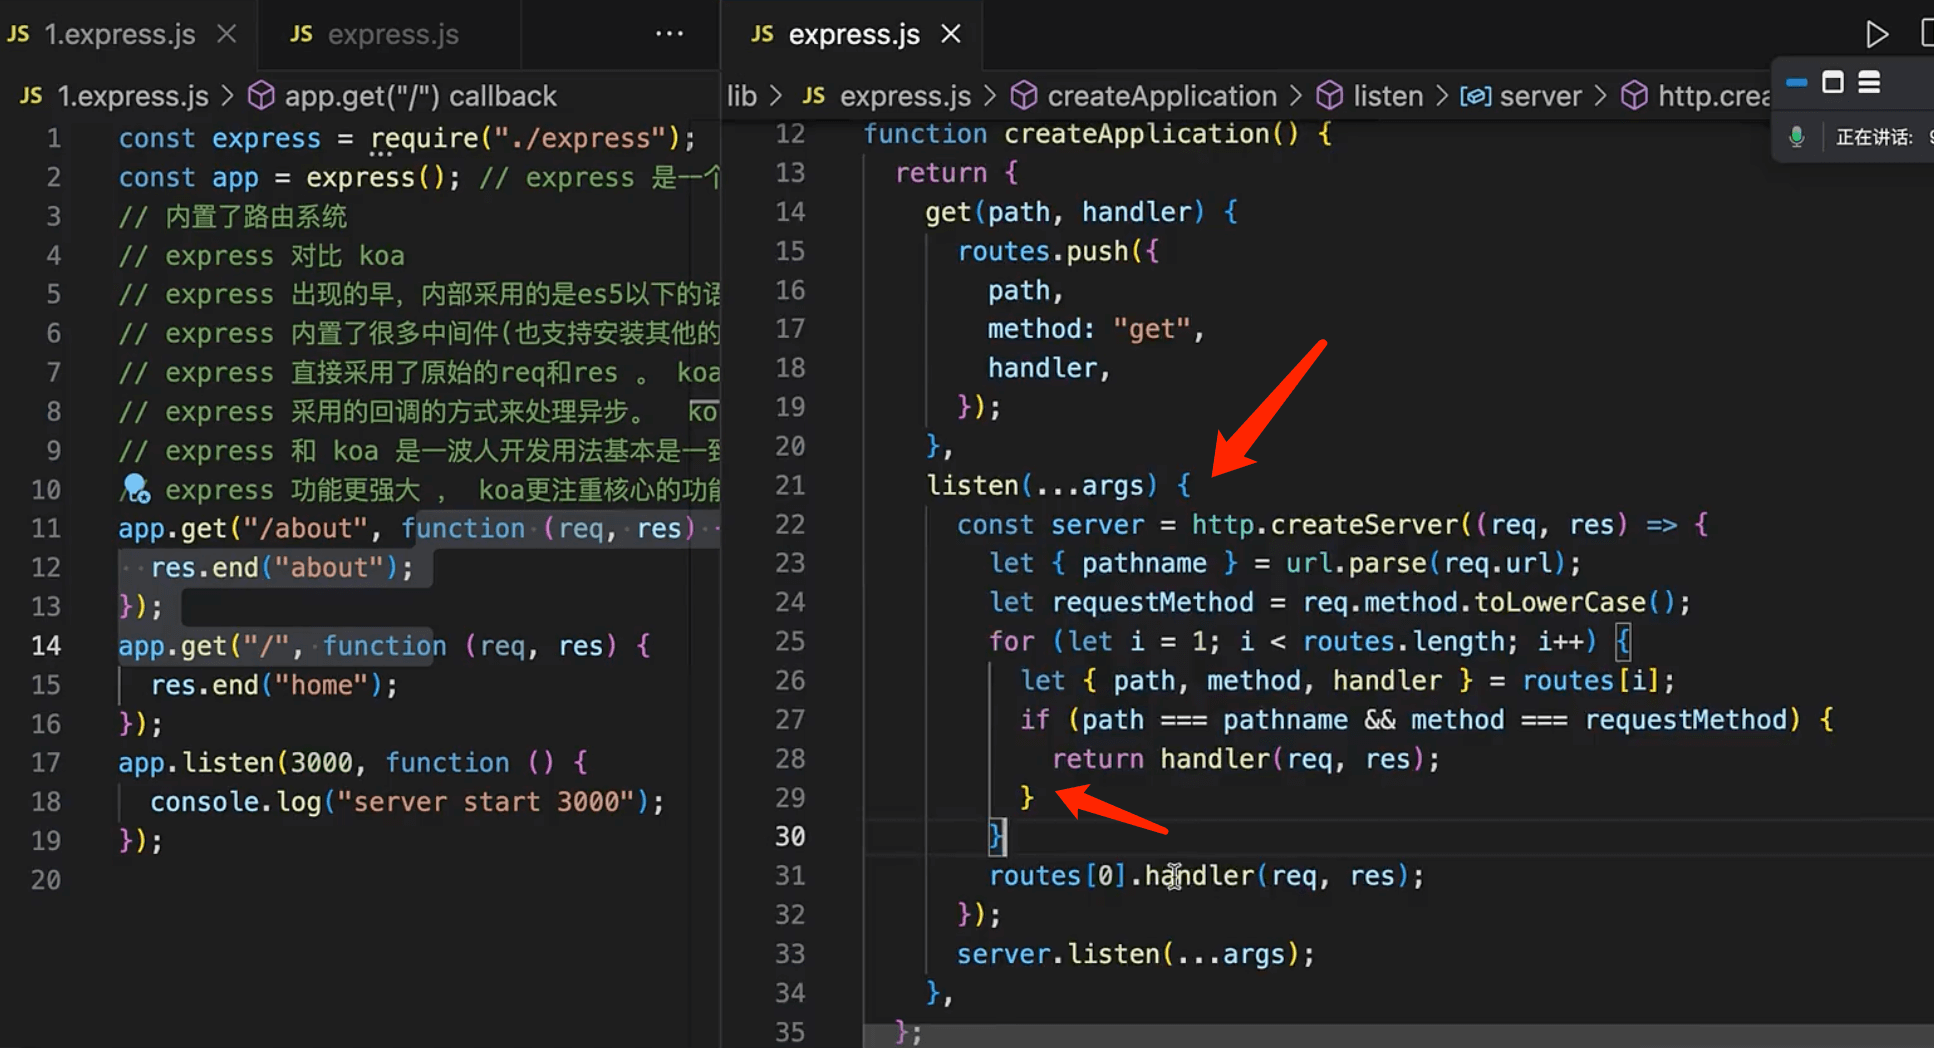 JS 1.express.js
JS express.js
...
JS express.js
JS 1.express.js > app.get("/") callback
lib > JS express.js > createApplication > listen > server > http.crea
正在讲话:
1 const express = require("./express");
2 const app = express(); // express 是一个
3 // 内置了路由系统
4 // express 对比 koa
5 // express 出现的早，内部采用的是es5以下的语
6 // express 内置了很多中间件(也支持安装其他的
7 // express 直接采用了原始的req和res 。 koa
8 // express 采用的回调的方式来处理异步。 ko
9 // express 和 koa 是一波人开发用法基本是一致
10 // express 功能更强大 ， koa更注重核心的功能
11 app.get("/about", function (req, res)
12 res.end("about");
13 });
14 app.get("/", function (req, res) {
15 res.end("home");
16 });
17 app.listen(3000, function () {
18 console.log("server start 3000");
19 });
20
12 function createApplication() {
13 return {
14 get(path, handler) {
15 routes.push({
16 path,
17 method: "get",
18 handler,
19 });
20 },
21 listen(...args) {
22 const server = http.createServer((req, res) => {
23 let { pathname } = url.parse(req.url);
24 let requestMethod = req.method.toLowerCase();
25 for (let i = 1; i < routes.length; i++) {
26 let { path, method, handler } = routes[i];
27 if (path === pathname && method === requestMethod) {
28 return handler(req, res);
29 }
30 }
31 routes[0].handler(req, res);
32 });
33 server.listen(...args);
34 },
35 };